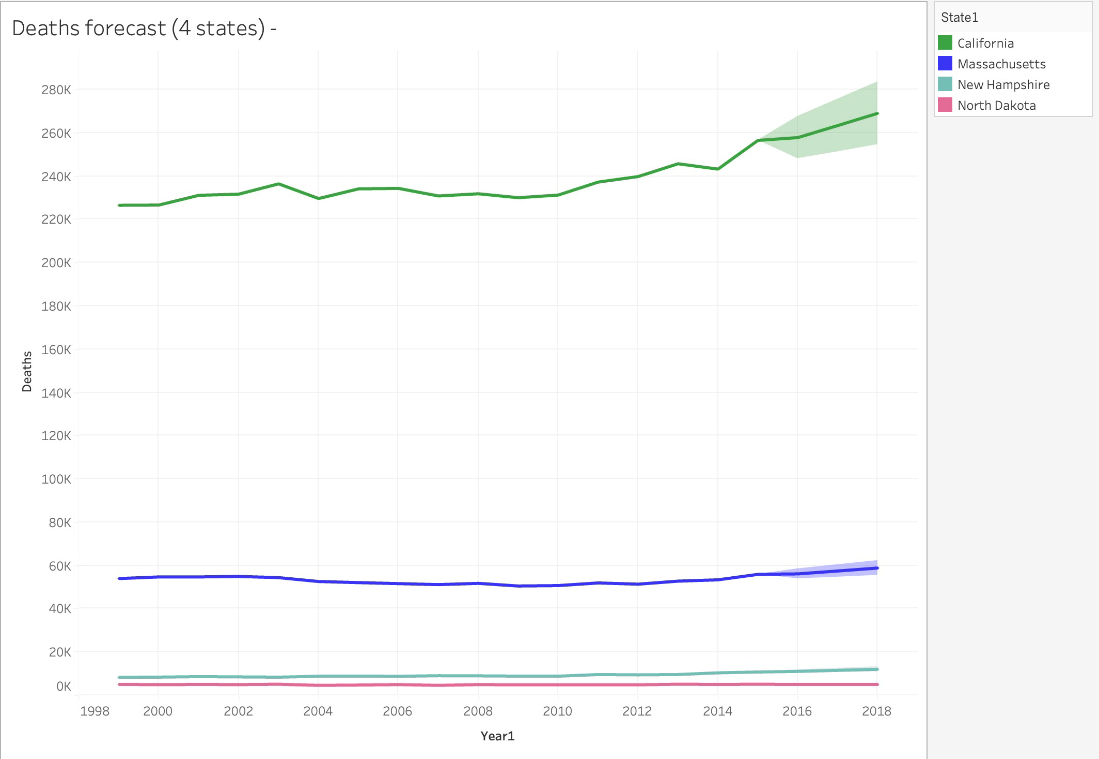 Deaths forecast (4 states) -
State1
California
Massachusetts
New Hampshire
North Dakota
280K
260K
240K
220K
200K
180K
160K
140K
120K
100K
80K
60K
40K
20K
0K
Deaths
1998 2000 2002 2004 2006 2008 2010 2012 2014 2016 2018
Year1